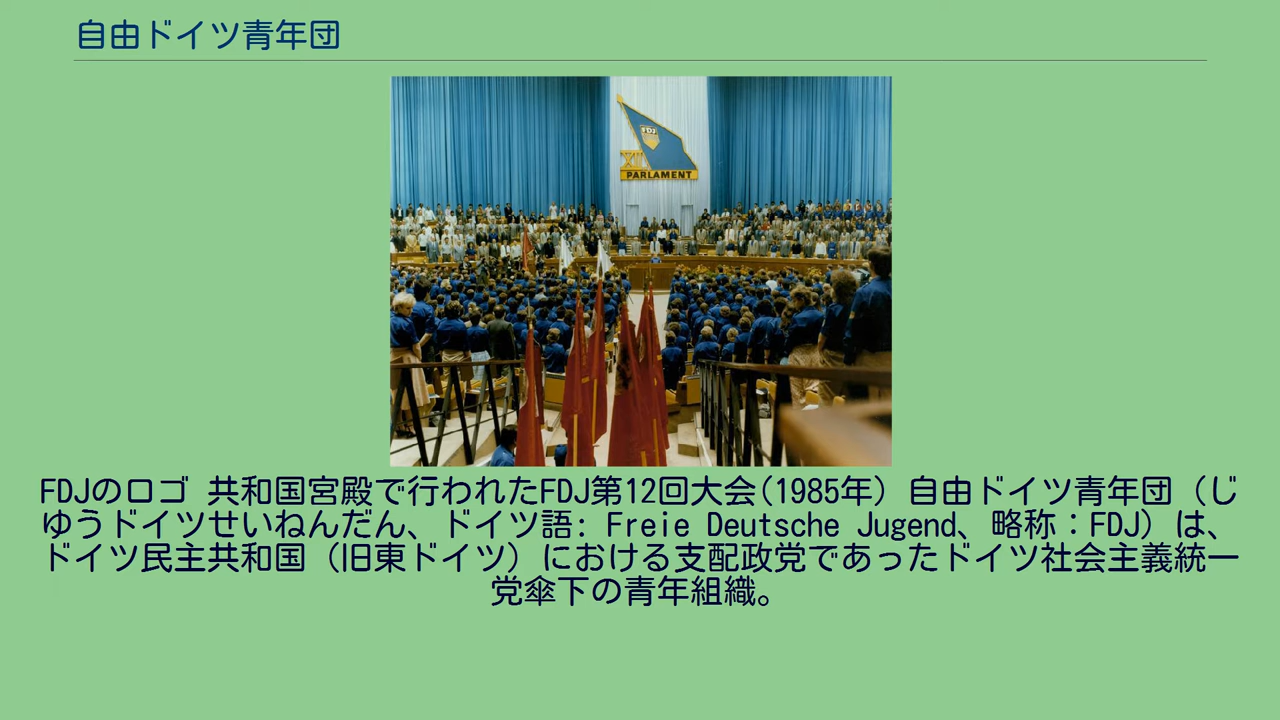 自由ドイツ青年団
FDJ
XII.
PARLAMENT
FDJのロゴ 共和国宮殿で行われたFDJ第12回大会(1985年) 自由ドイツ青年団（じ
ゆうドイツせいねんだん、ドイツ語: Freie Deutsche Jugend、略称：FDJ）は、
ドイツ民主共和国（旧東ドイツ）における支配政党であったドイツ社会主義統一
党傘下の青年組織。